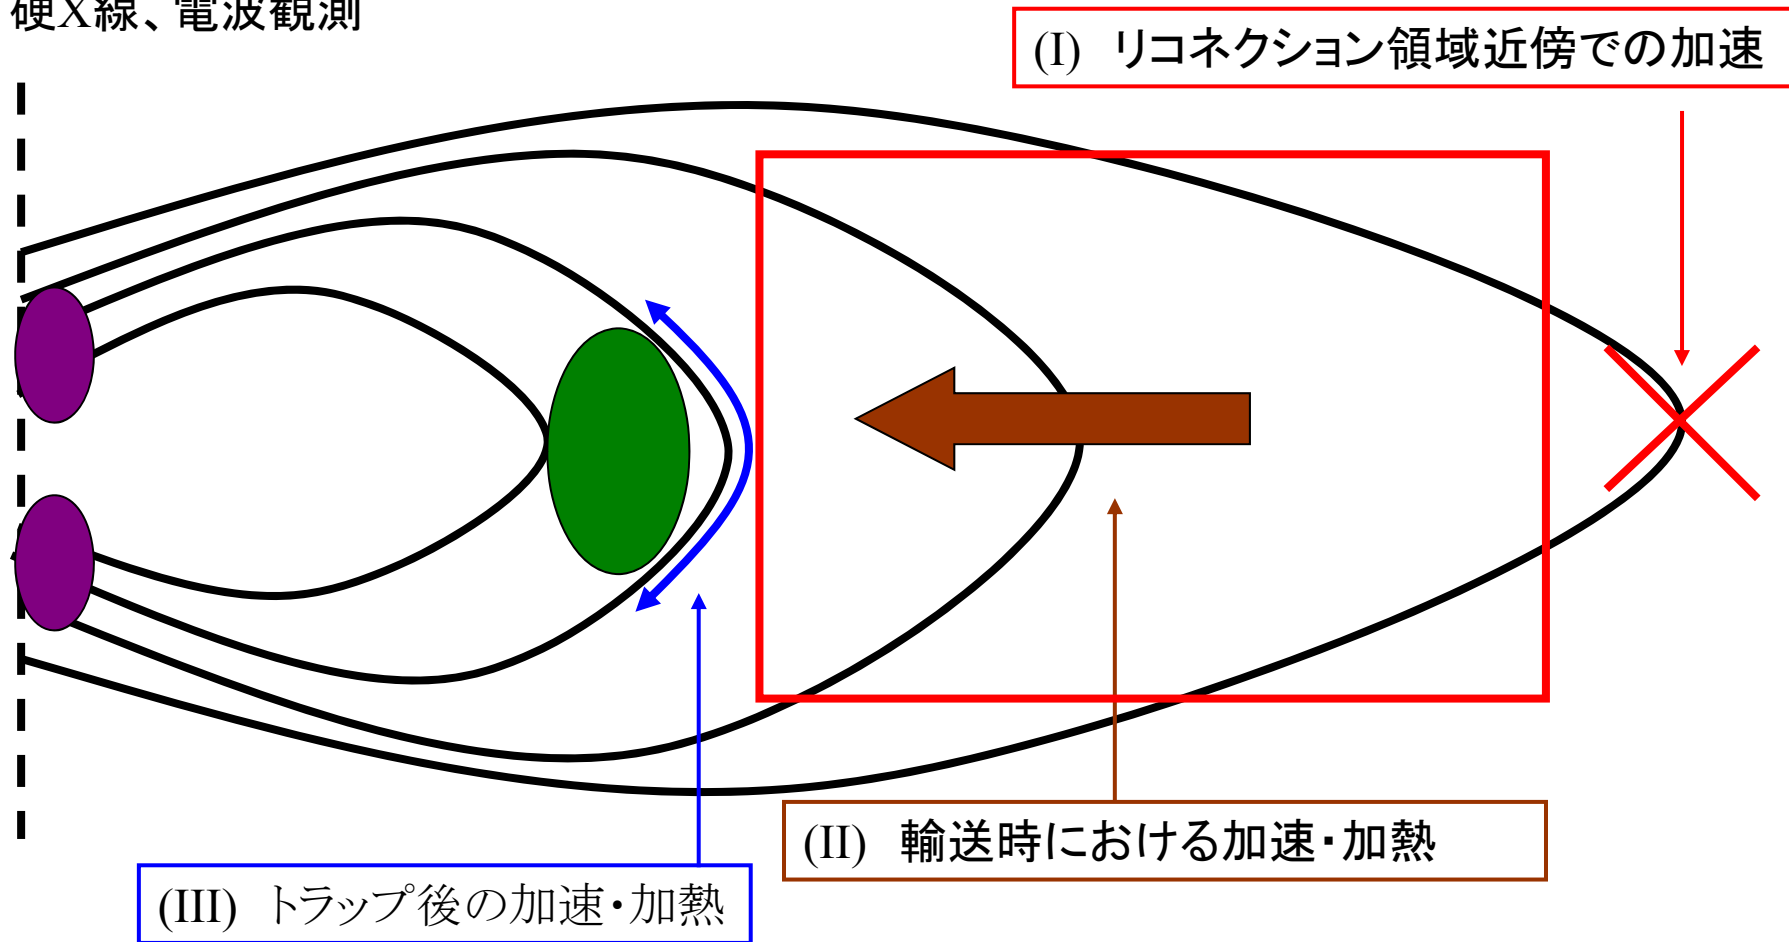 硬X線、電波観測
(I) リコネクション領域近傍での加速
(II) 輸送時における加速・加熱
(III) トラップ後の加速・加熱